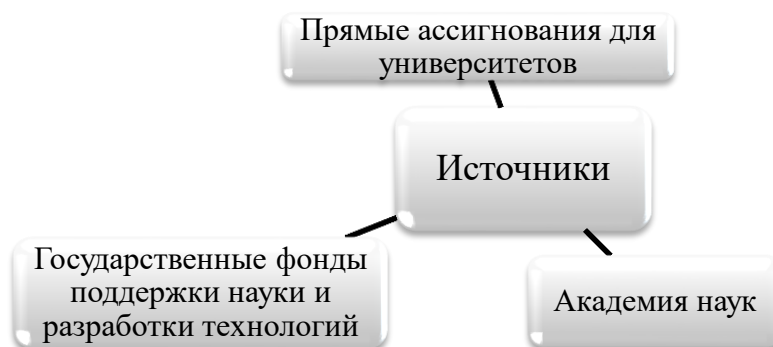 Прямые ассигнования для
университетов
Источники
Государственные фонды
поддержки науки и
разработки технологий
Академия наук